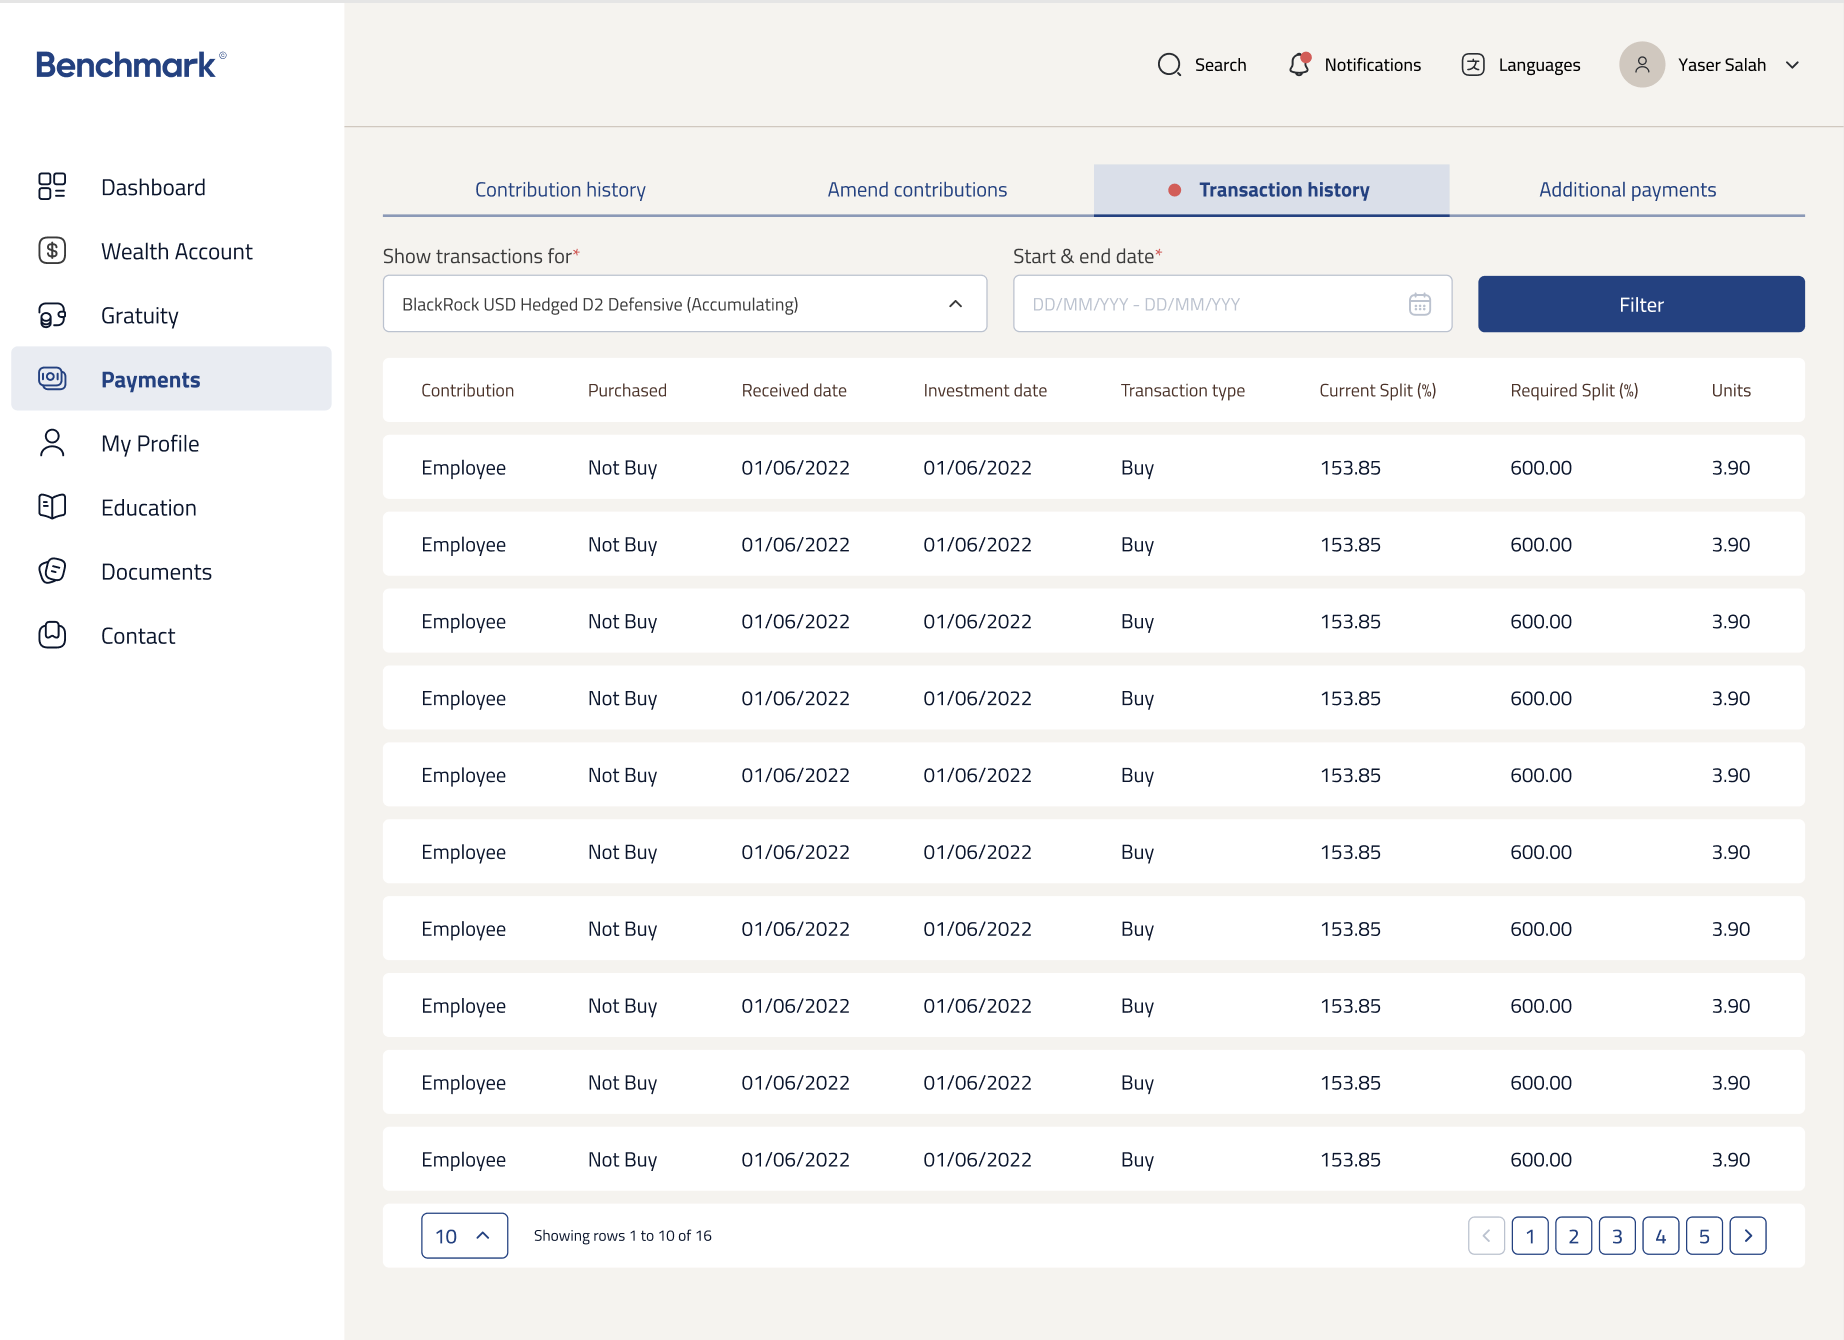 Benchmark©
Search
Notifications
Languages
Yaser Salah
Dashboard
Wealth Account
Gratuity
Payments
My Profile
Education
Documents
Contact
Contribution history
Amend contributions
Transaction history
Additional payments
Show transactions for*
Start & end date*
BlackRock USD Hedged D2 Defensive (Accumulating)
DD/MM/YYY - DD/MM/YYY
Filter
Contribution Purchased Received date Investment date Transaction type Current Split (%) Required Split (%) Units
Employee Not Buy 01/06/2022 01/06/2022 Buy 153.85 600.00 3.90
Employee Not Buy 01/06/2022 01/06/2022 Buy 153.85 600.00 3.90
Employee Not Buy 01/06/2022 01/06/2022 Buy 153.85 600.00 3.90
Employee Not Buy 01/06/2022 01/06/2022 Buy 153.85 600.00 3.90
Employee Not Buy 01/06/2022 01/06/2022 Buy 153.85 600.00 3.90
Employee Not Buy 01/06/2022 01/06/2022 Buy 153.85 600.00 3.90
Employee Not Buy 01/06/2022 01/06/2022 Buy 153.85 600.00 3.90
Employee Not Buy 01/06/2022 01/06/2022 Buy 153.85 600.00 3.90
Employee Not Buy 01/06/2022 01/06/2022 Buy 153.85 600.00 3.90
Employee Not Buy 01/06/2022 01/06/2022 Buy 153.85 600.00 3.90
10 Showing rows 1 to 10 of 16 1 2 3 4 5